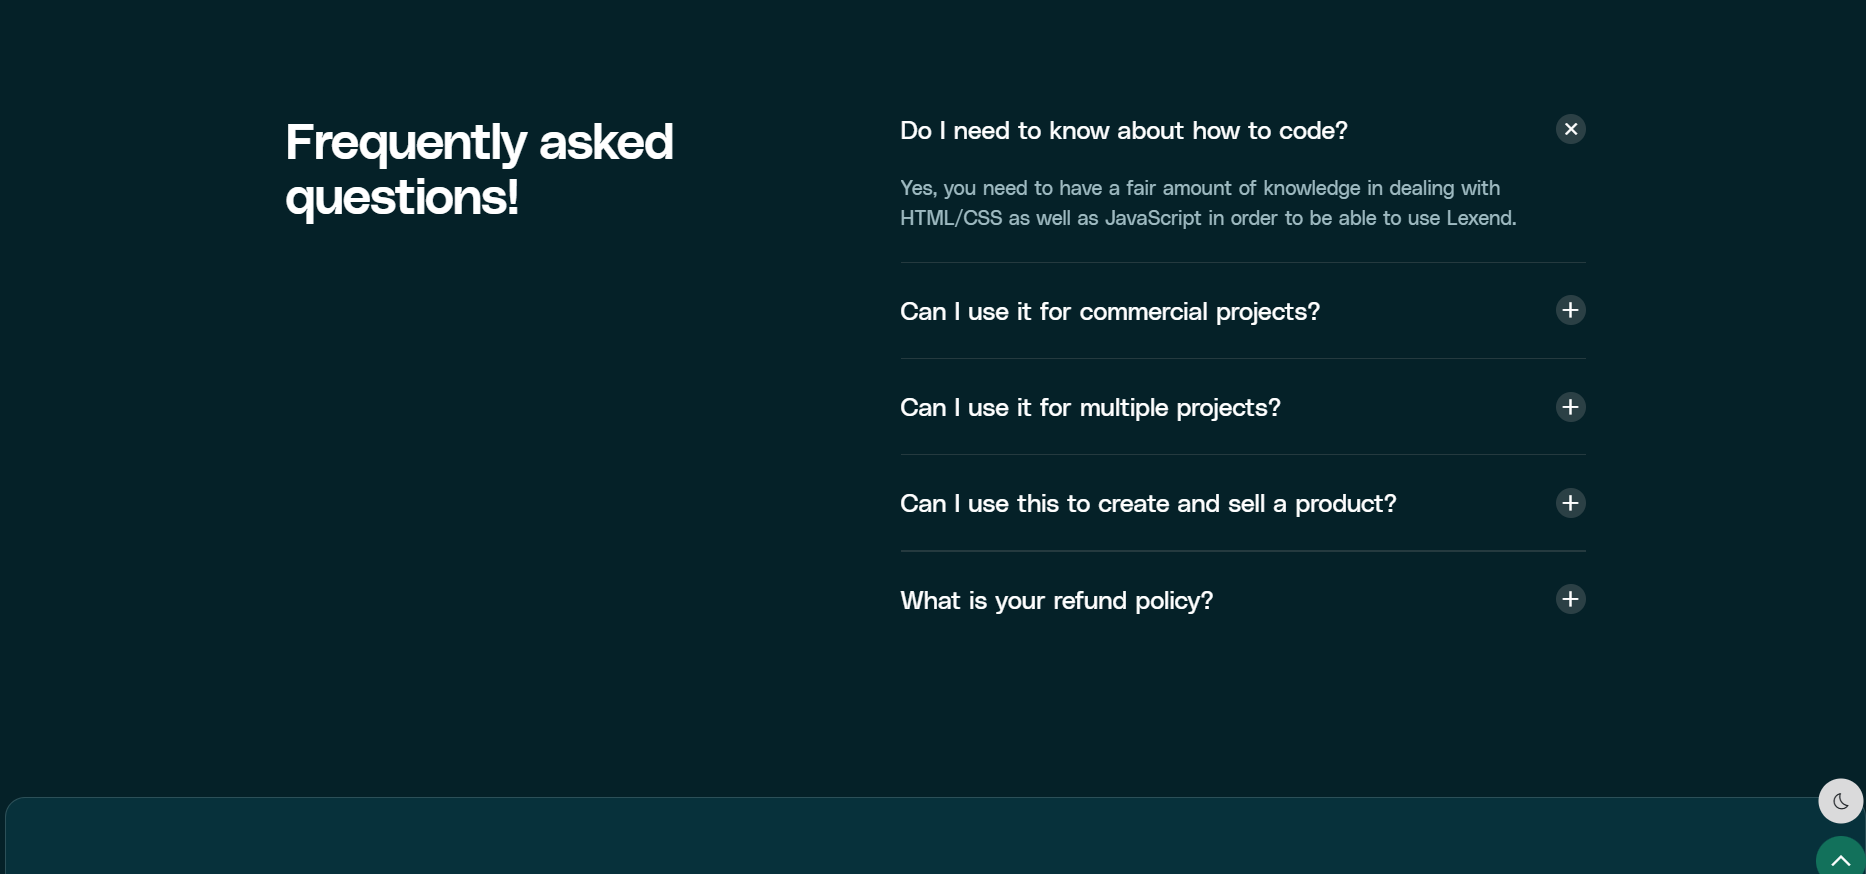 Frequently asked
questions!
Do I need to know about how to code?
Yes, you need to have a fair amount of knowledge in dealing with
HTML/CSS as well as JavaScript in order to be able to use Lexend.
Can I use it for commercial projects?
Can I use it for multiple projects?
Can I use this to create and sell a product?
What is your refund policy?